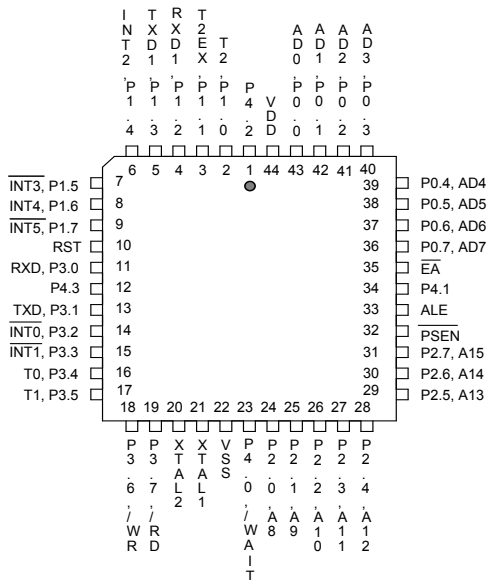 INT2, P1.4
TXD1, P1.3
RXD1, P1.2
T2EX, P1.1
T2, P1.0
P4.2
VDD
AD0, P0.0
AD1, P0.1
AD2, P0.2
AD3, P0.3
6 5 4 3 2 1 44 43 42 41 40
INT3, P1.5 7
INT4, P1.6 8
INT5, P1.7 9
RST 10
RXD, P3.0 11
P4.3 12
TXD, P3.1 13
INT0, P3.2 14
INT1, P3.3 15
T0, P3.4 16
T1, P3.5 17
39 P0.4, AD4
38 P0.5, AD5
37 P0.6, AD6
36 P0.7, AD7
35 EA
34 P4.1
33 ALE
32 PSEN
31 P2.7, A15
30 P2.6, A14
29 P2.5, A13
18 19 20 21 22 23 24 25 26 27 28
P3.6, /WR
P3.7, /RD
XTAL2
XTAL1
VSS
P4.0, /WAIT
P2.0, A8
P2.1, A9
P2.2, A10
P2.3, A11
P2.4, A12